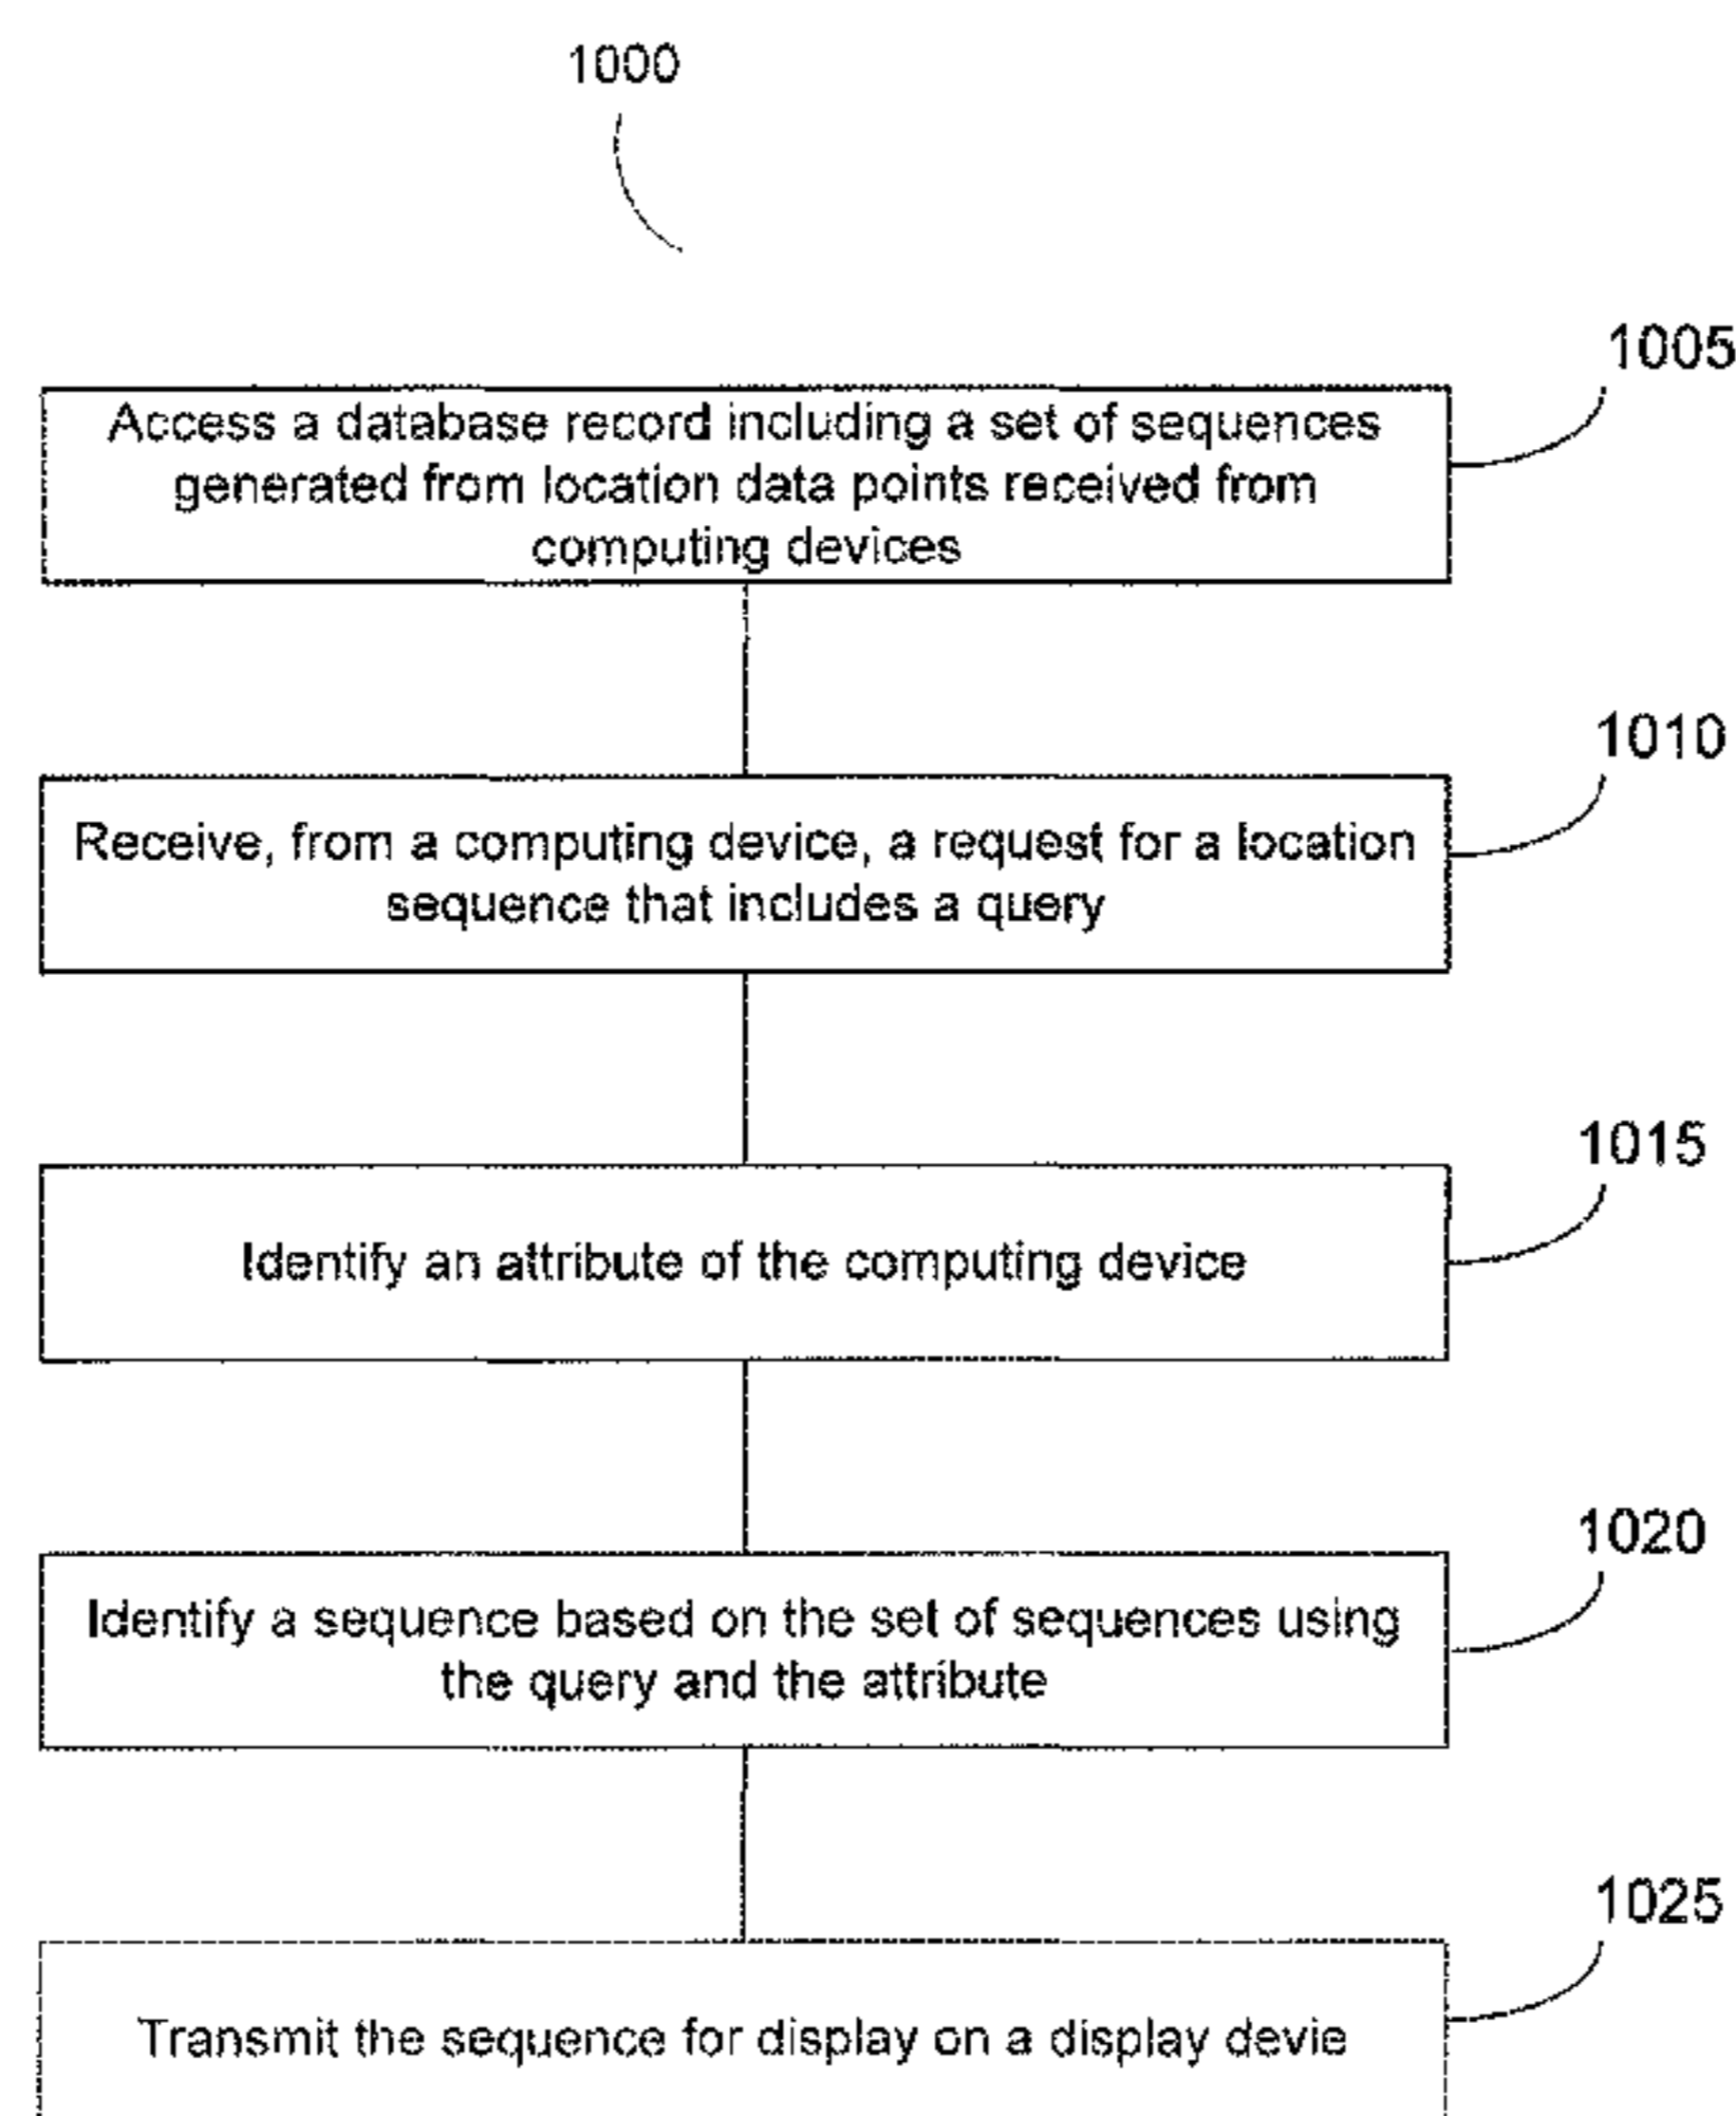 1000
1005
Access a database record including a set of sequences
generated from location data points received from
computing devices
1010
Receive, from a computing device, a request for a location
sequence that includes a query
1015
Identify an attribute of the computing device
1020
Identify a sequence based on the set of sequences using
the query and the attribute
1025
Transmit the sequence for display on a display devie